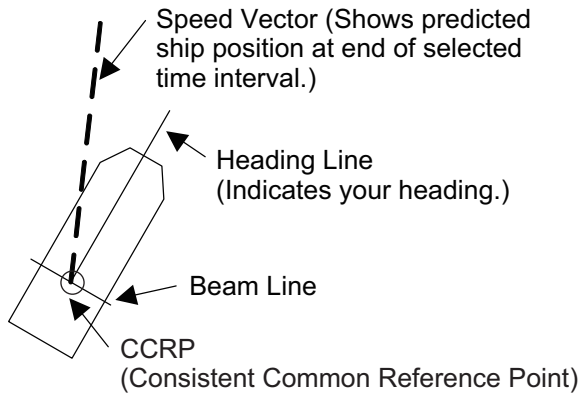 Speed Vector (Shows predicted
ship position at end of selected
time interval.)
Heading Line
(Indicates your heading.)
Beam Line
CCRP
(Consistent Common Reference Point)